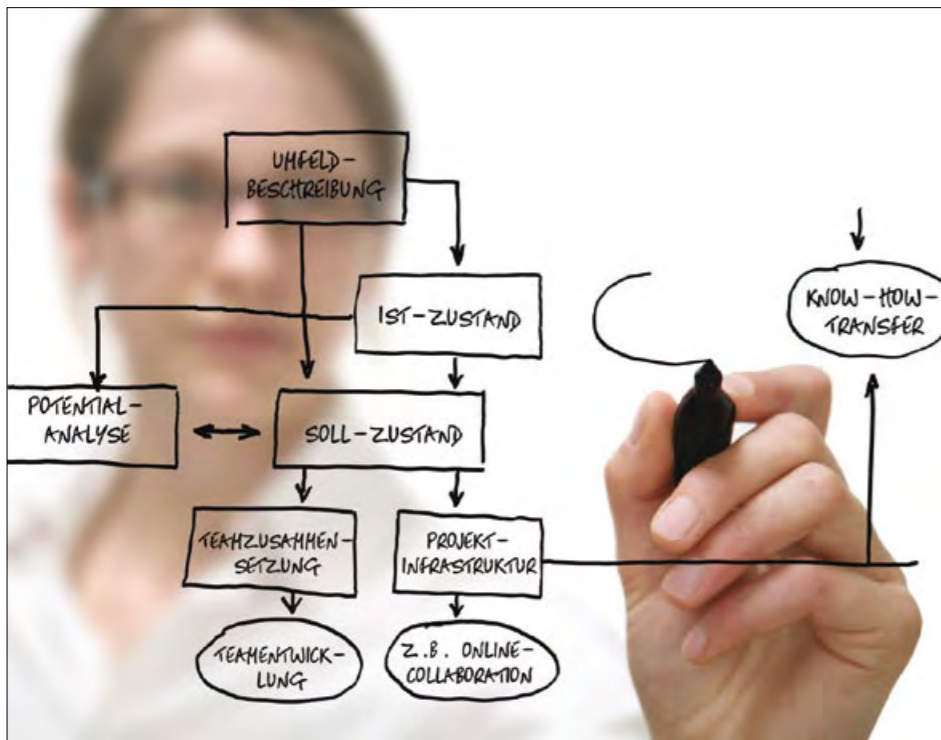 UMFELD-
BESCHREIBUNG
IST-ZUSTAND
KNOW-HOW-
TRANSFER
POTENTIAL-
ANALYSE
SOLL-ZUSTAND
TEAMZUSAMMEN-
SETZUNG
PROJEKT-
INFRASTRUKTUR
TEAMENTWICK-
LUNG
Z.B. ONLINE-
COLLABORATION